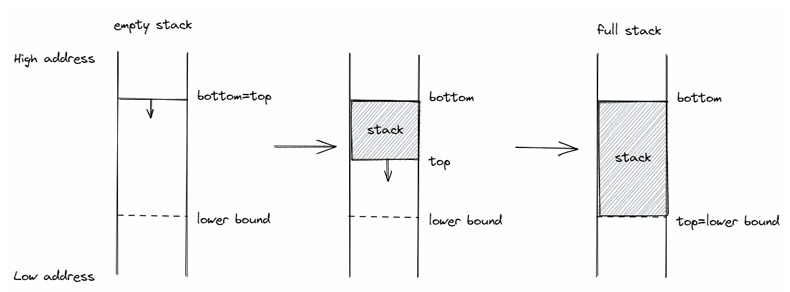 empty stack
full stack
High address
bottom=top
bottom
bottom
stack
stack
top
lower bound
lower bound
top=lower bound
Low address